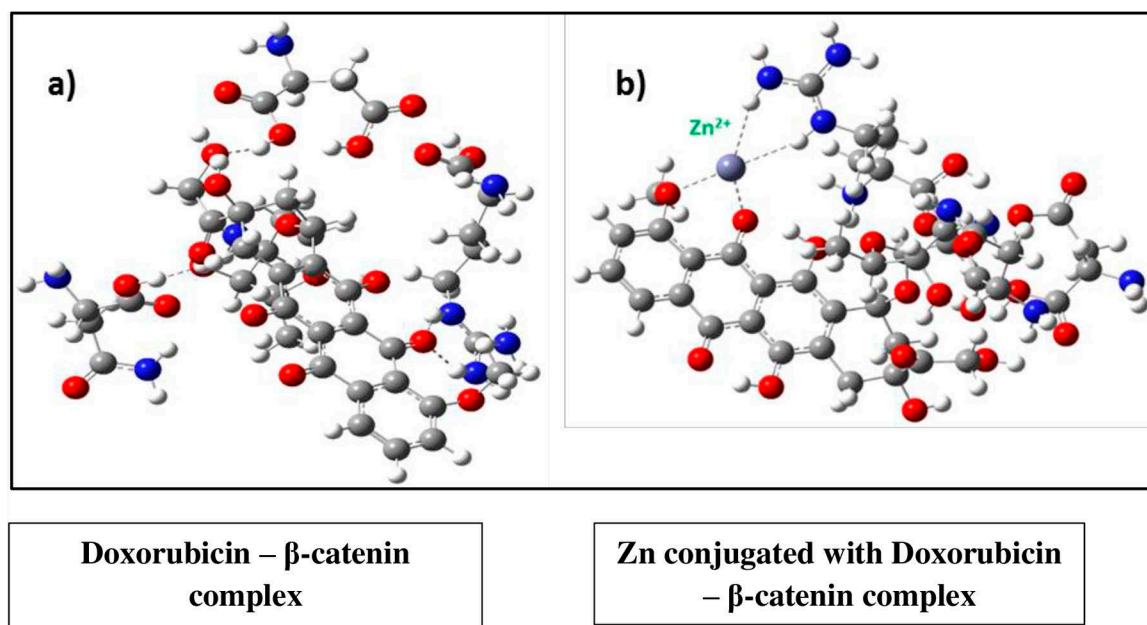 a)
b)
Zn²⁺
Doxorubicin – β-catenin
complex
Zn conjugated with Doxorubicin
– β-catenin complex